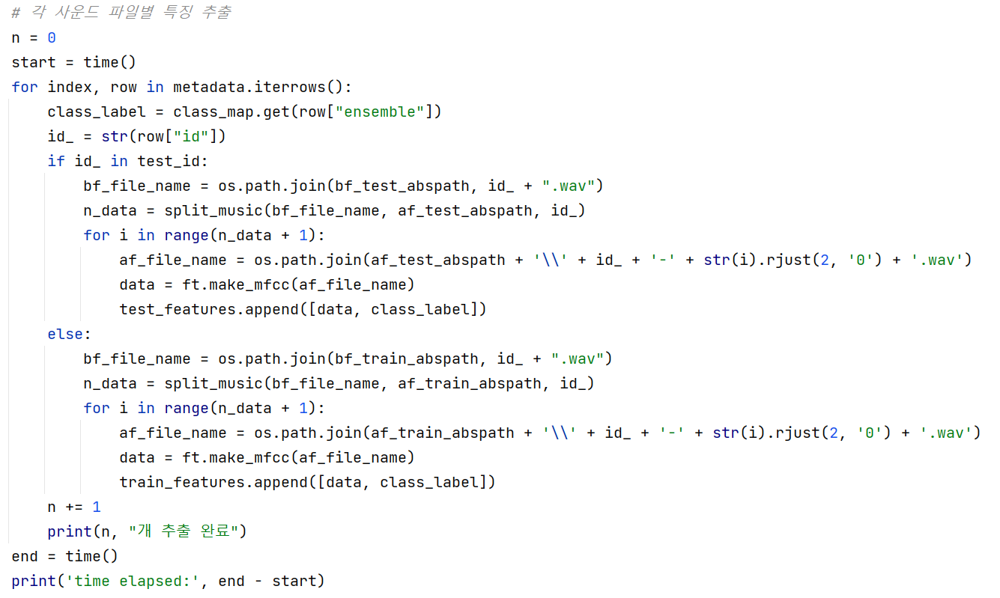 # 각 사운드 파일별 특징 추출
n = 0
start = time()
for index, row in metadata.iterrows():
    class_label = class_map.get(row["ensemble"])
    id_ = str(row["id"])
    if id_ in test_id:
        bf_file_name = os.path.join(bf_test_abspath, id_ + ".wav")
        n_data = split_music(bf_file_name, af_test_abspath, id_)
        for i in range(n_data + 1):
            af_file_name = os.path.join(af_test_abspath + '\\' + id_ + '-' + str(i).rjust(2, '0') + '.wav')
            data = ft.make_mfcc(af_file_name)
            test_features.append([data, class_label])
    else:
        bf_file_name = os.path.join(bf_train_abspath, id_ + ".wav")
        n_data = split_music(bf_file_name, af_train_abspath, id_)
        for i in range(n_data + 1):
            af_file_name = os.path.join(af_train_abspath + '\\' + id_ + '-' + str(i).rjust(2, '0') + '.wav')
            data = ft.make_mfcc(af_file_name)
            train_features.append([data, class_label])
    n += 1
    print(n, "개 추출 완료")
end = time()
print('time elapsed:', end - start)